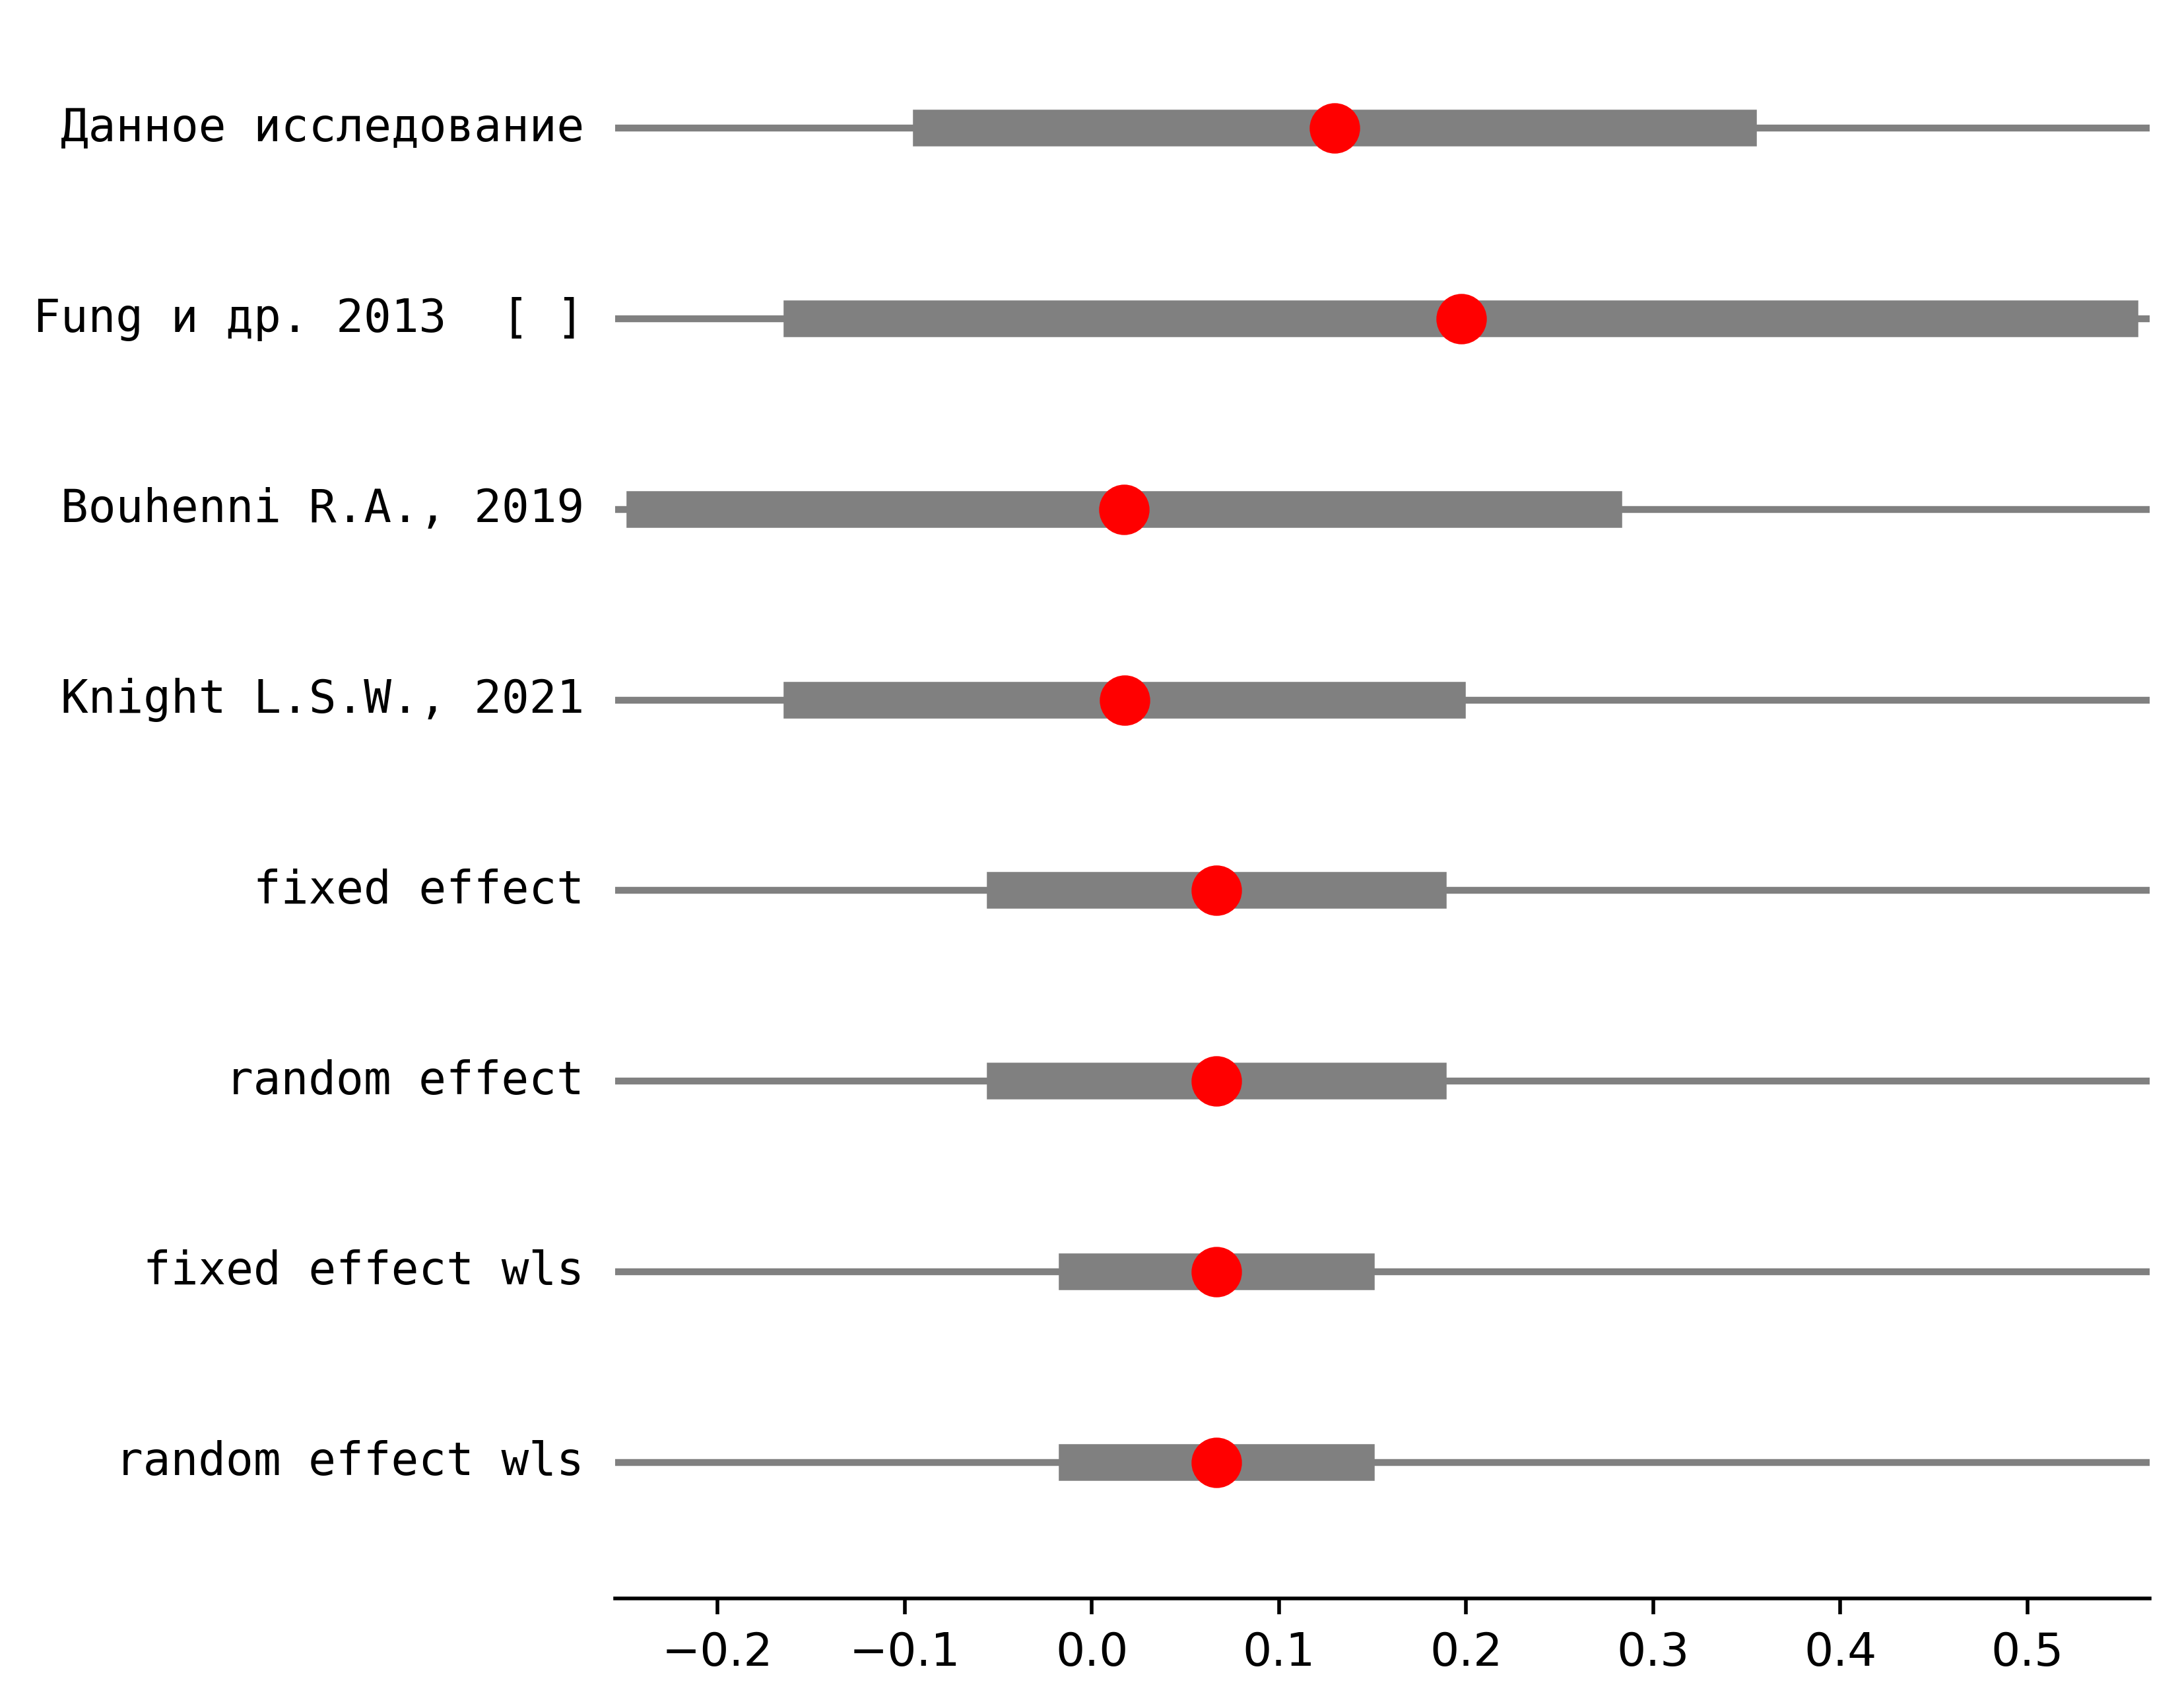 Данное исследование
Fung и др. 2013  [ ]
Bouhenni R.A., 2019
Knight L.S.W., 2021
fixed effect
random effect
fixed effect wls
random effect wls
−0.2 −0.1 0.0 0.1 0.2 0.3 0.4 0.5